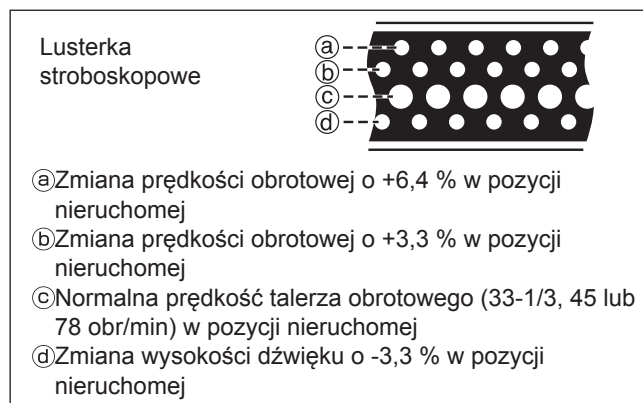 Lusterka
stroboskopowe
ⓐ
ⓑ
ⓒ
ⓓ
ⓐZmiana prędkości obrotowej o +6,4 % w pozycji
nieruchomej
ⓑZmiana prędkości obrotowej o +3,3 % w pozycji
nieruchomej
ⓒNormalna prędkość talerza obrotowego (33-1/3, 45 lub
78 obr/min) w pozycji nieruchomej
ⓓZmiana wysokości dźwięku o -3,3 % w pozycji
nieruchomej